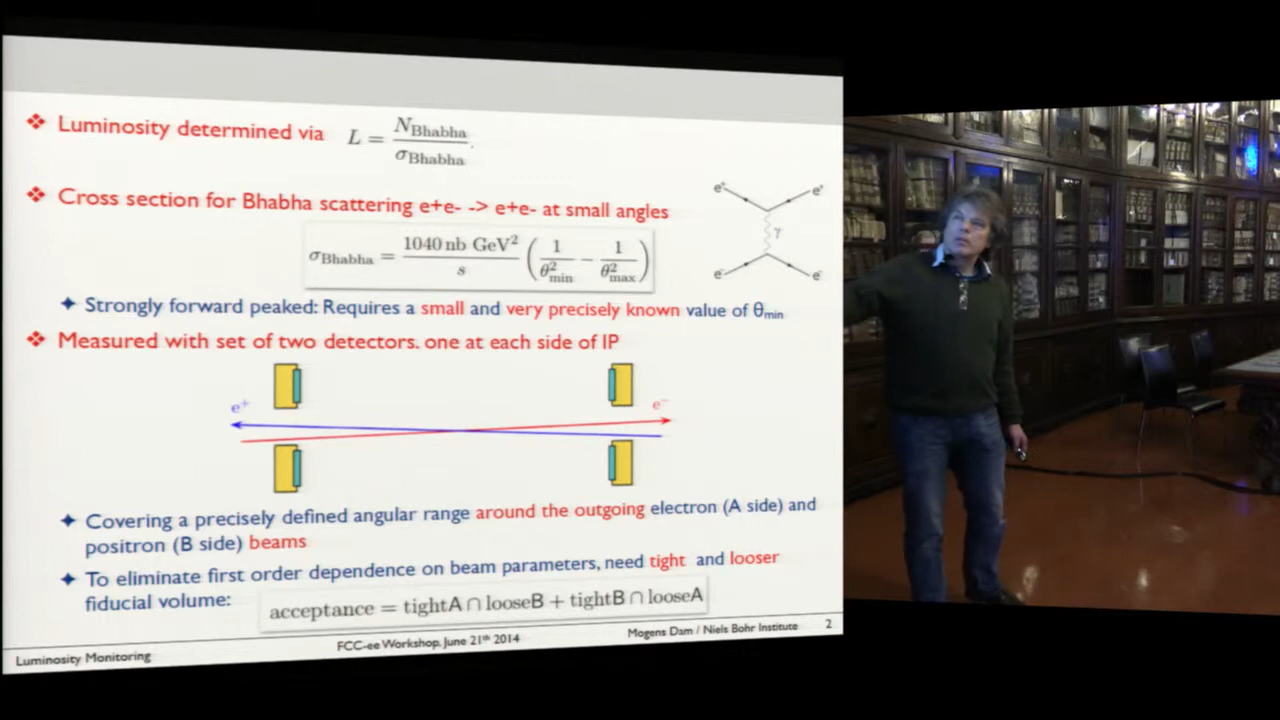 ❖ Luminosity determined via L = N_Bhabha / σ_Bhabha .
❖ Cross section for Bhabha scattering e+e- -> e+e- at small angles
e⁺ e⁺
σ_Bhabha = 1040 nb GeV² / s ( 1 / θ²_min − 1 / θ²_max )
γ
e⁻ e⁻
✦ Strongly forward peaked: Requires a small and very precisely known value of θ_min
❖ Measured with set of two detectors. one at each side of IP
e⁺ e⁻
✦ Covering a precisely defined angular range around the outgoing electron (A side) and
positron (B side) beams
✦ To eliminate first order dependence on beam parameters, need tight and looser
fiducial volume: acceptance = tightA ∩ looseB + tightB ∩ looseA
Luminosity Monitoring FCC-ee Workshop. June 21th 2014 Mogens Dam / Niels Bohr Institute 2